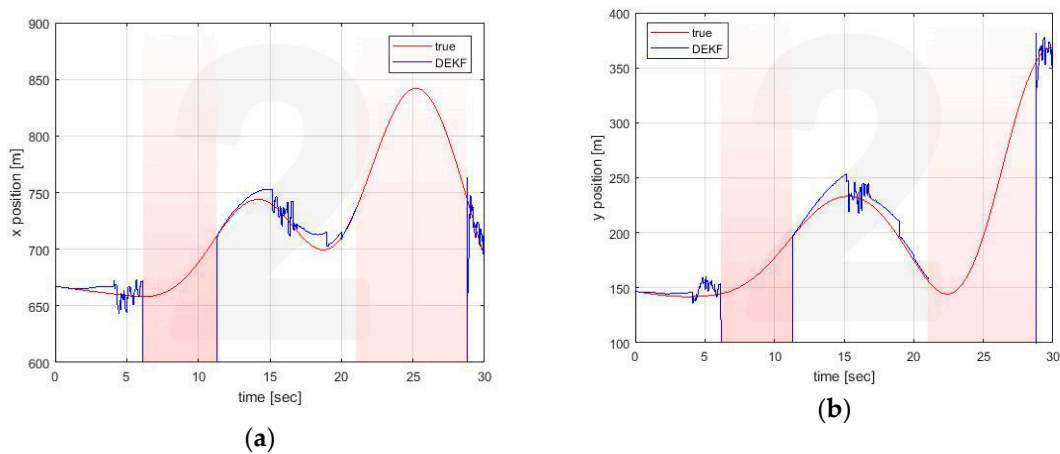 900
850
800
750
700
650
600
x position [m]
0 5 10 15 20 25 30
time [sec]
true
DEKF
2
(a)
400
350
300
250
200
150
100
y position [m]
0 5 10 15 20 25 30
time [sec]
true
DEKF
2
(b)